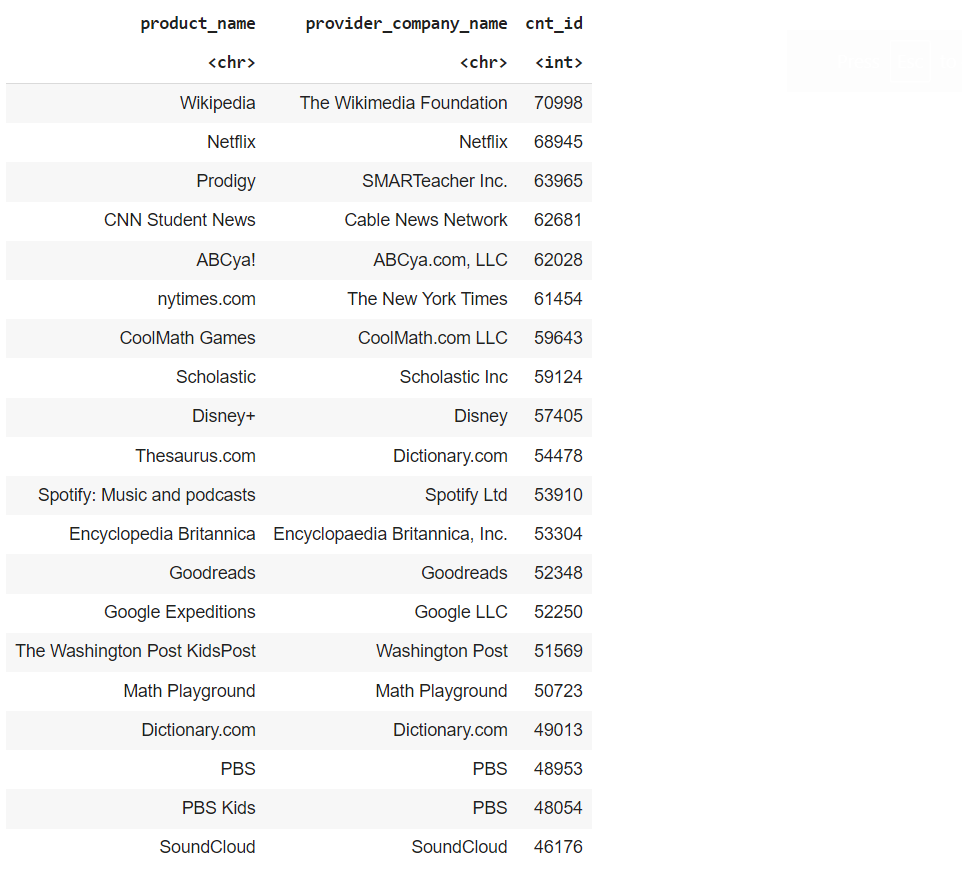 product_name provider_company_name cnt_id
<chr> <chr> <int>
Wikipedia The Wikimedia Foundation 70998
Netflix Netflix 68945
Prodigy SMARTeacher Inc. 63965
CNN Student News Cable News Network 62681
ABCya! ABCya.com, LLC 62028
nytimes.com The New York Times 61454
CoolMath Games CoolMath.com LLC 59643
Scholastic Scholastic Inc 59124
Disney+ Disney 57405
Thesaurus.com Dictionary.com 54478
Spotify: Music and podcasts Spotify Ltd 53910
Encyclopedia Britannica Encyclopaedia Britannica, Inc. 53304
Goodreads Goodreads 52348
Google Expeditions Google LLC 52250
The Washington Post KidsPost Washington Post 51569
Math Playground Math Playground 50723
Dictionary.com Dictionary.com 49013
PBS PBS 48953
PBS Kids PBS 48054
SoundCloud SoundCloud 46176